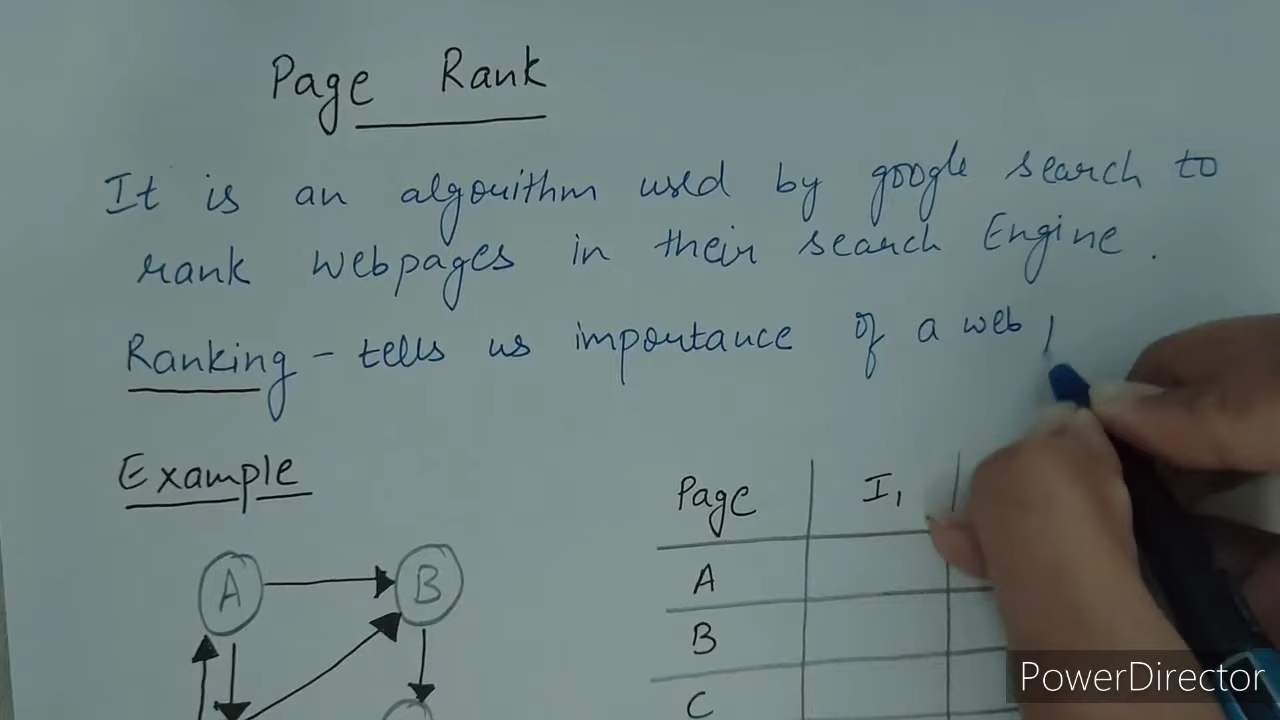 Page Rank
It is an algorithm used by google search to
rank webpages in their search Engine.
Ranking - tells us importance of a web
Example
Page I₁
A
B
C
A B
PowerDirector